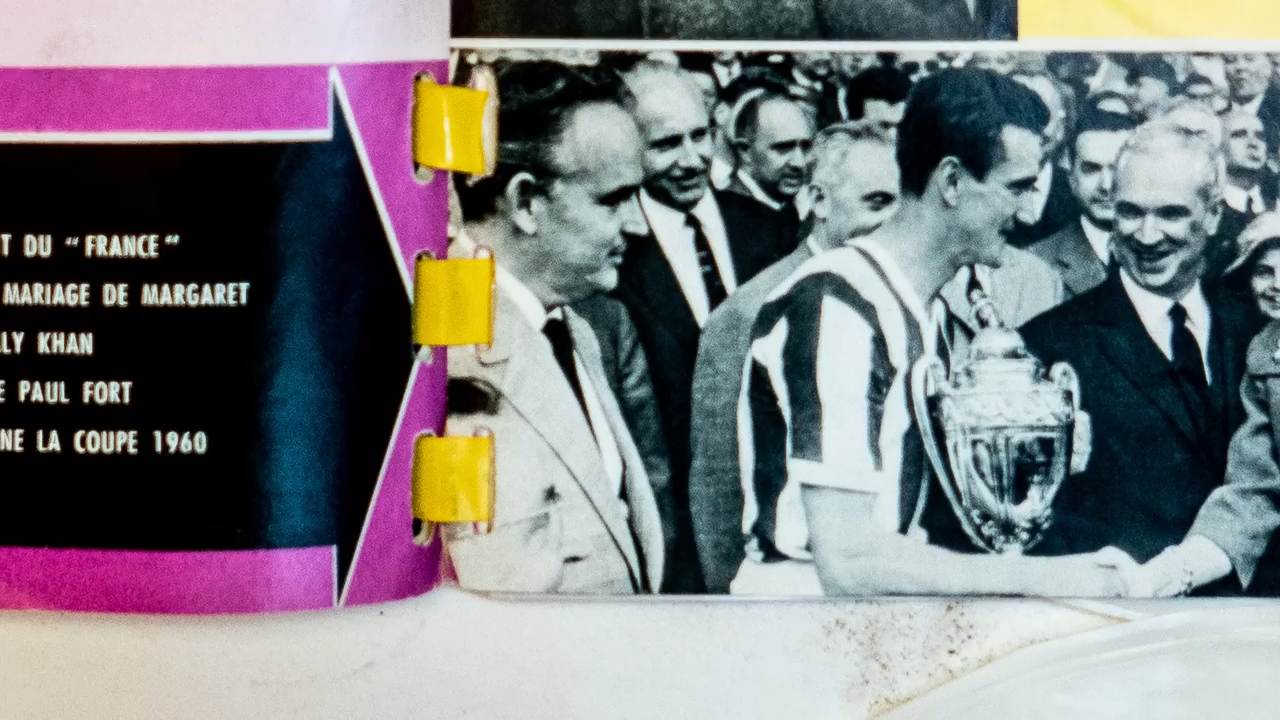 T DU “FRANCE”
MARIAGE DE MARGARET
LY KHAN
E PAUL FORT
NE LA COUPE 1960